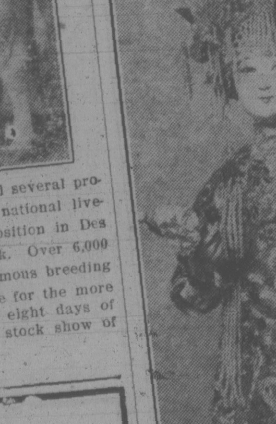 several pro-
national live-
osition in Des
k. Over 6,000
mous breeding
e for the more
eight days of
stock show of